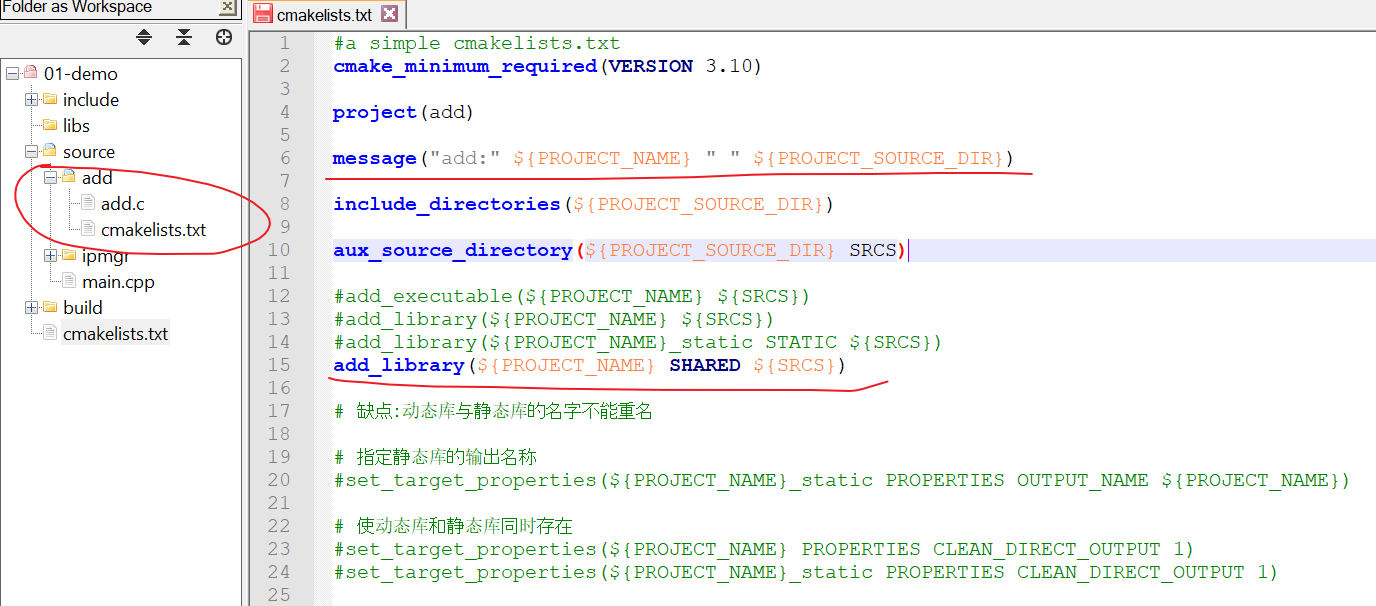 Folder as Workspace
01-demo
include
libs
source
add
add.c
cmakelists.txt
ipmgr
main.cpp
build
cmakelists.txt
cmakelists.txt
1 #a simple cmakelists.txt
2 cmake_minimum_required(VERSION 3.10)
3
4 project(add)
5
6 message("add:" ${PROJECT_NAME} " " ${PROJECT_SOURCE_DIR})
7
8 include_directories(${PROJECT_SOURCE_DIR})
9
10 aux_source_directory(${PROJECT_SOURCE_DIR} SRCS)
11
12 #add_executable(${PROJECT_NAME} ${SRCS})
13 #add_library(${PROJECT_NAME} ${SRCS})
14 #add_library(${PROJECT_NAME}_static STATIC ${SRCS})
15 add_library(${PROJECT_NAME} SHARED ${SRCS})
16
17 # 缺点:动态库与静态库的名字不能重名
18
19 # 指定静态库的输出名称
20 #set_target_properties(${PROJECT_NAME}_static PROPERTIES OUTPUT_NAME ${PROJECT_NAME})
21
22 # 使动态库和静态库同时存在
23 #set_target_properties(${PROJECT_NAME} PROPERTIES CLEAN_DIRECT_OUTPUT 1)
24 #set_target_properties(${PROJECT_NAME}_static PROPERTIES CLEAN_DIRECT_OUTPUT 1)
25